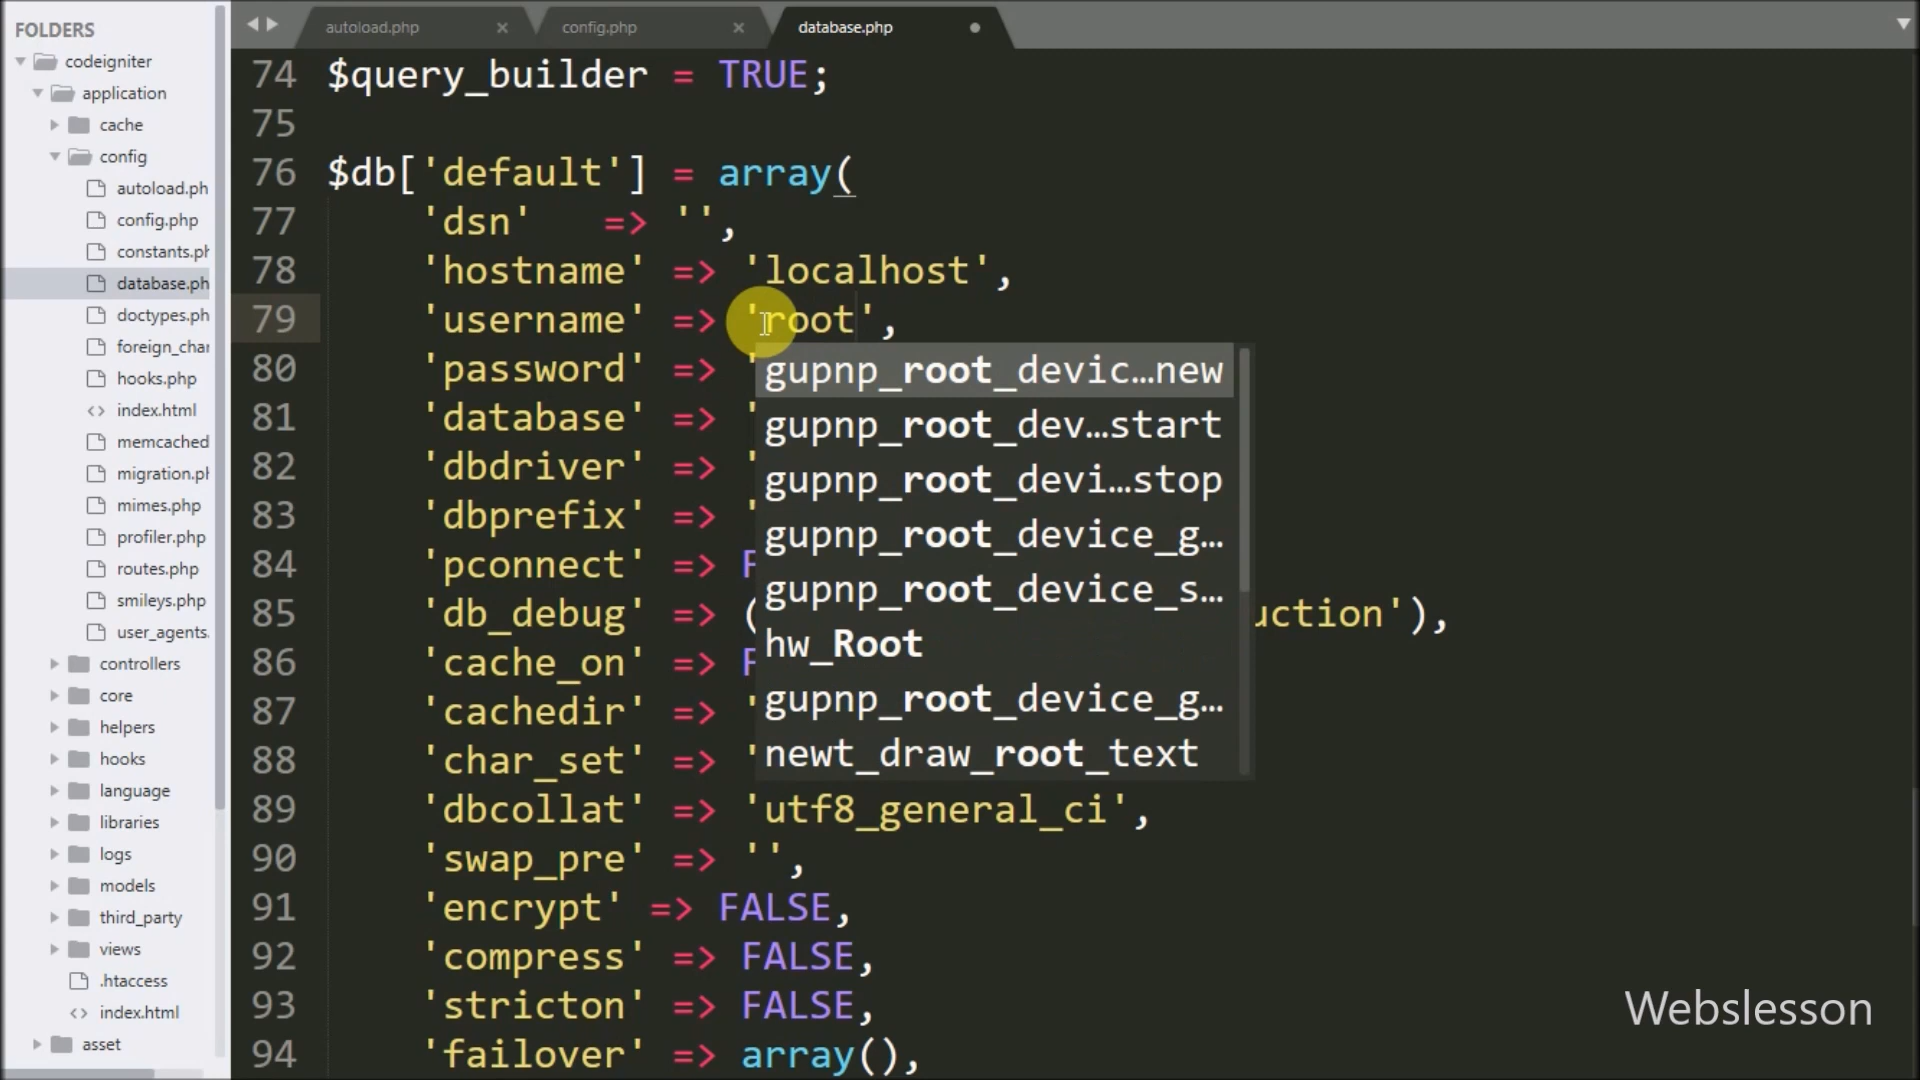 FOLDERS
codeigniter
application
cache
config
autoload.ph
config.php
constants.ph
database.ph
doctypes.ph
foreign_char
hooks.php
index.html
memcached
migration.ph
mimes.php
profiler.php
routes.php
smileys.php
user_agents.
controllers
core
helpers
hooks
language
libraries
logs
models
third_party
views
.htaccess
index.html
asset
autoload.php
config.php
database.php
74 $query_builder = TRUE;
75
76 $db['default'] = array(
77 'dsn' => '',
78 'hostname' => 'localhost',
79 'username' => 'root',
80 'password' => '
81 'database' => '
82 'dbdriver' => '
83 'dbprefix' => '
84 'pconnect' => F
85 'db_debug' => ( uction'),
86 'cache_on' => F
87 'cachedir' => '
88 'char_set' => '
89 'dbcollat' => 'utf8_general_ci',
90 'swap_pre' => '',
91 'encrypt' => FALSE,
92 'compress' => FALSE,
93 'stricton' => FALSE,
94 'failover' => array(),
gupnp_root_devic…new
gupnp_root_dev…start
gupnp_root_devi…stop
gupnp_root_device_g…
gupnp_root_device_s…
hw_Root
gupnp_root_device_g…
newt_draw_root_text
Webslesson